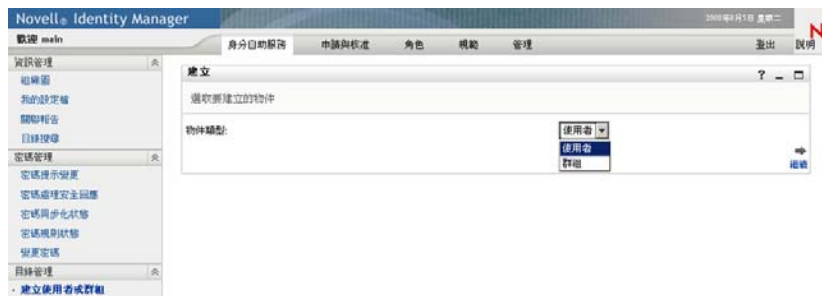 Novell® Identity Manager
歡迎 meln
身分自助服務 申請與核准 角色 規範 管理 登出 說明
資訊管理
組織圖
我的設定檔
關聯報告
目錄搜尋
密碼管理
密碼提示變更
密碼處理安全回應
密碼同步化狀態
密碼規則狀態
變更密碼
目錄管理
建立使用者或群組
建立
選取要建立的物件
物件類型:
使用者
使用者
群組
繼續